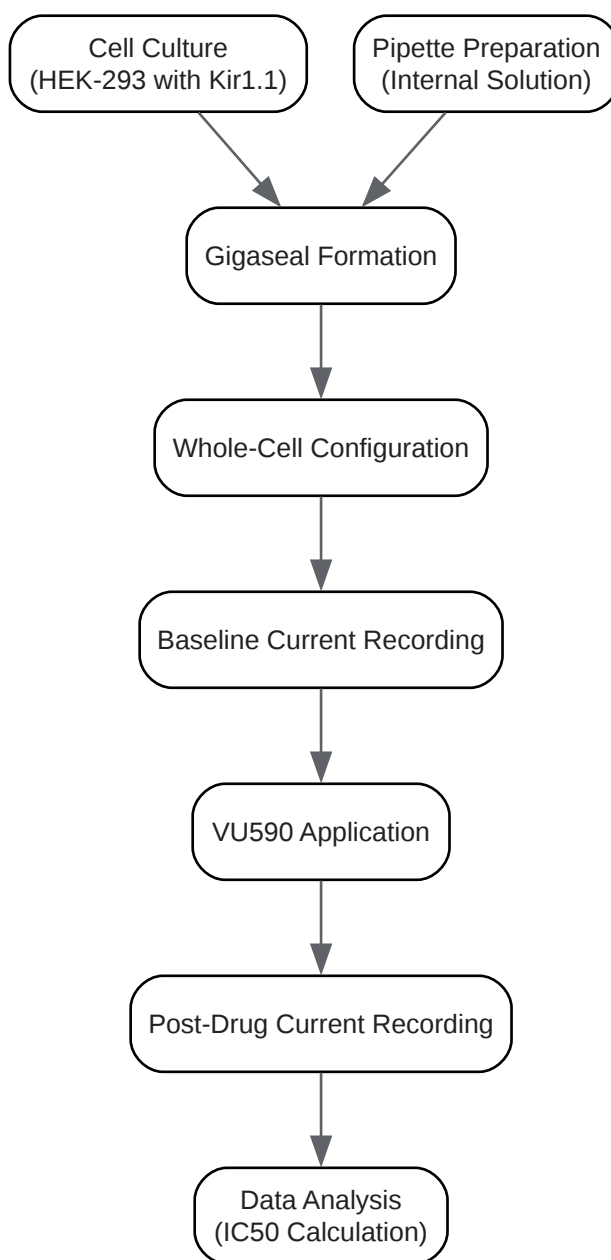 Cell Culture
(HEK-293 with Kir1.1)
Pipette Preparation
(Internal Solution)
Gigaseal Formation
Whole-Cell Configuration
Baseline Current Recording
VU590 Application
Post-Drug Current Recording
Data Analysis
(IC50 Calculation)